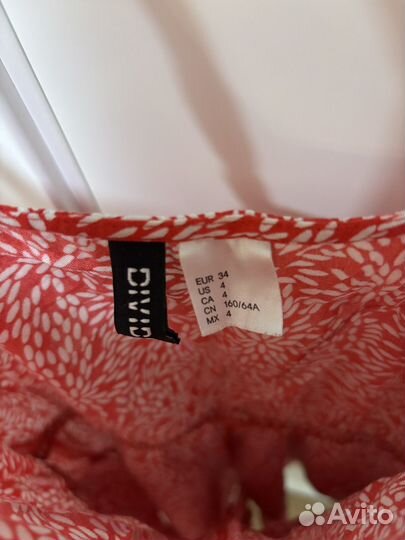 DIVID
EUR 34
US 4
CA 4
CN 160/64A
MX 4
Avito